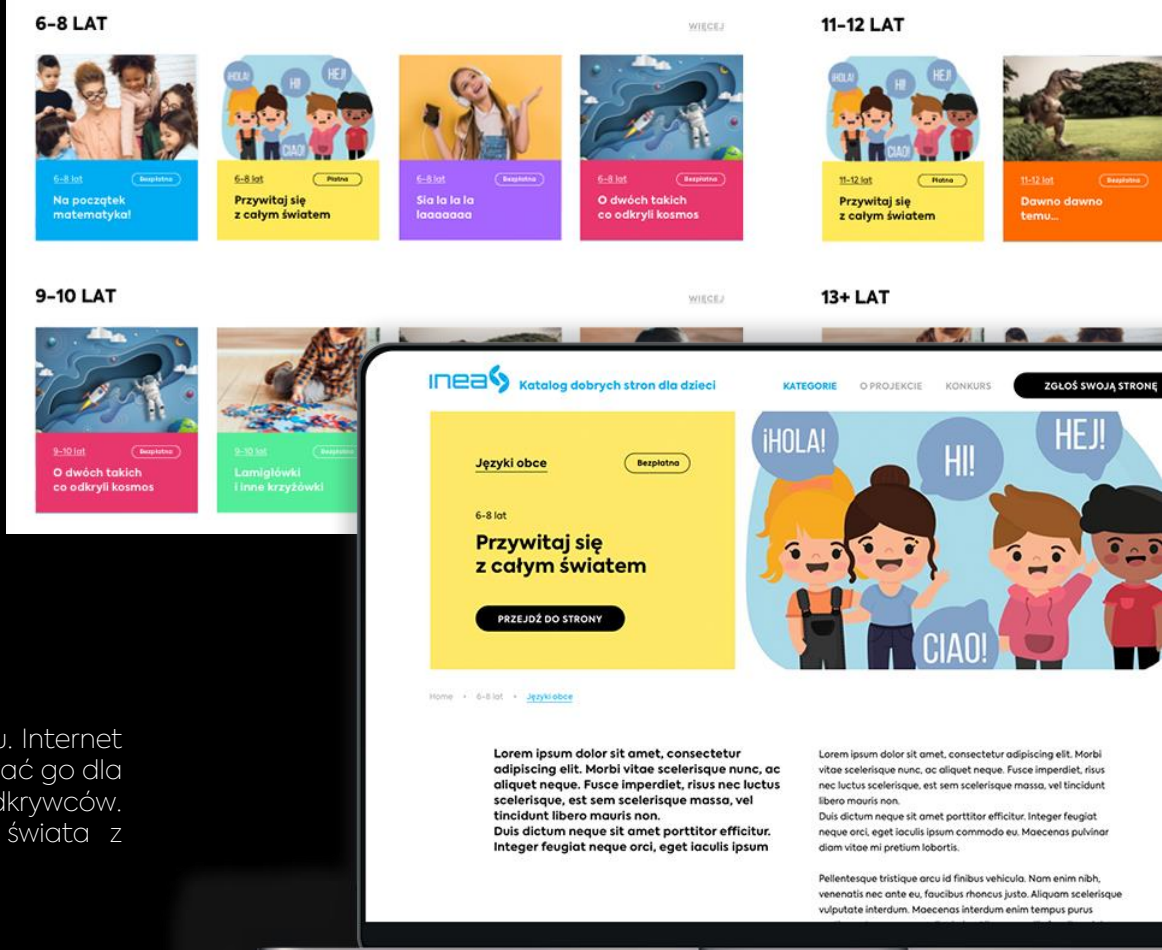 6-8 LAT
WIĘCEJ
HOLA!
HI!
HEJ!
CIAO!
6-8 lat
Bezpłatna
Na początek
matematyka!
6-8 lat
Płatna
Przywitaj się
z całym światem
6-8 lat
Bezpłatna
Sia la la la
laaaaaaa
6-8 lat
Bezpłatna
O dwóch takich
co odkryli kosmos
11-12 LAT
HOLA!
HI!
HEJ!
CIAO!
11-12 lat
Płatna
Przywitaj się
z całym światem
11-12 lat
Bezpłatna
Dawno dawno
temu...
9-10 LAT
WIĘCEJ
9-10 lat
Bezpłatna
O dwóch takich
co odkryli kosmos
9-10 lat
Łamigłówki
i inne krzyżówki
13+ LAT
inea Katalog dobrych stron dla dzieci
KATEGORIE O PROJEKCIE KONKURS ZGŁOŚ SWOJĄ STRONĘ
Języki obce
Bezpłatna
6-8 lat
Przywitaj się
z całym światem
PRZEJDŹ DO STRONY
¡HOLA!
HI!
HEJ!
CIAO!
Home • 6-8 lat • Języki obce
Lorem ipsum dolor sit amet, consectetur
adipiscing elit. Morbi vitae scelerisque nunc, ac
aliquet neque. Fusce imperdiet, risus nec luctus
scelerisque, est sem scelerisque massa, vel
tincidunt libero mauris non.
Duis dictum neque sit amet porttitor efficitur.
Integer feugiat neque orci, eget iaculis ipsum
Lorem ipsum dolor sit amet, consectetur adipiscing elit. Morbi
vitae scelerisque nunc, ac aliquet neque. Fusce imperdiet, risus
nec luctus scelerisque, est sem scelerisque massa, vel tincidunt
libero mauris non.
Duis dictum neque sit amet porttitor efficitur. Integer feugiat
neque orci, eget iaculis ipsum commodo eu. Maecenas pulvinar
diam vitae mi pretium lobortis.
Pellentesque tristique arcu id finibus vehicula. Nam enim nibh,
venenatis nec ante eu, faucibus rhoncus justo. Aliquam scelerisque
vulputate interdum. Maecenas interdum enim tempus purus
u. Internet
ać go dla
dkrywców.
świata z